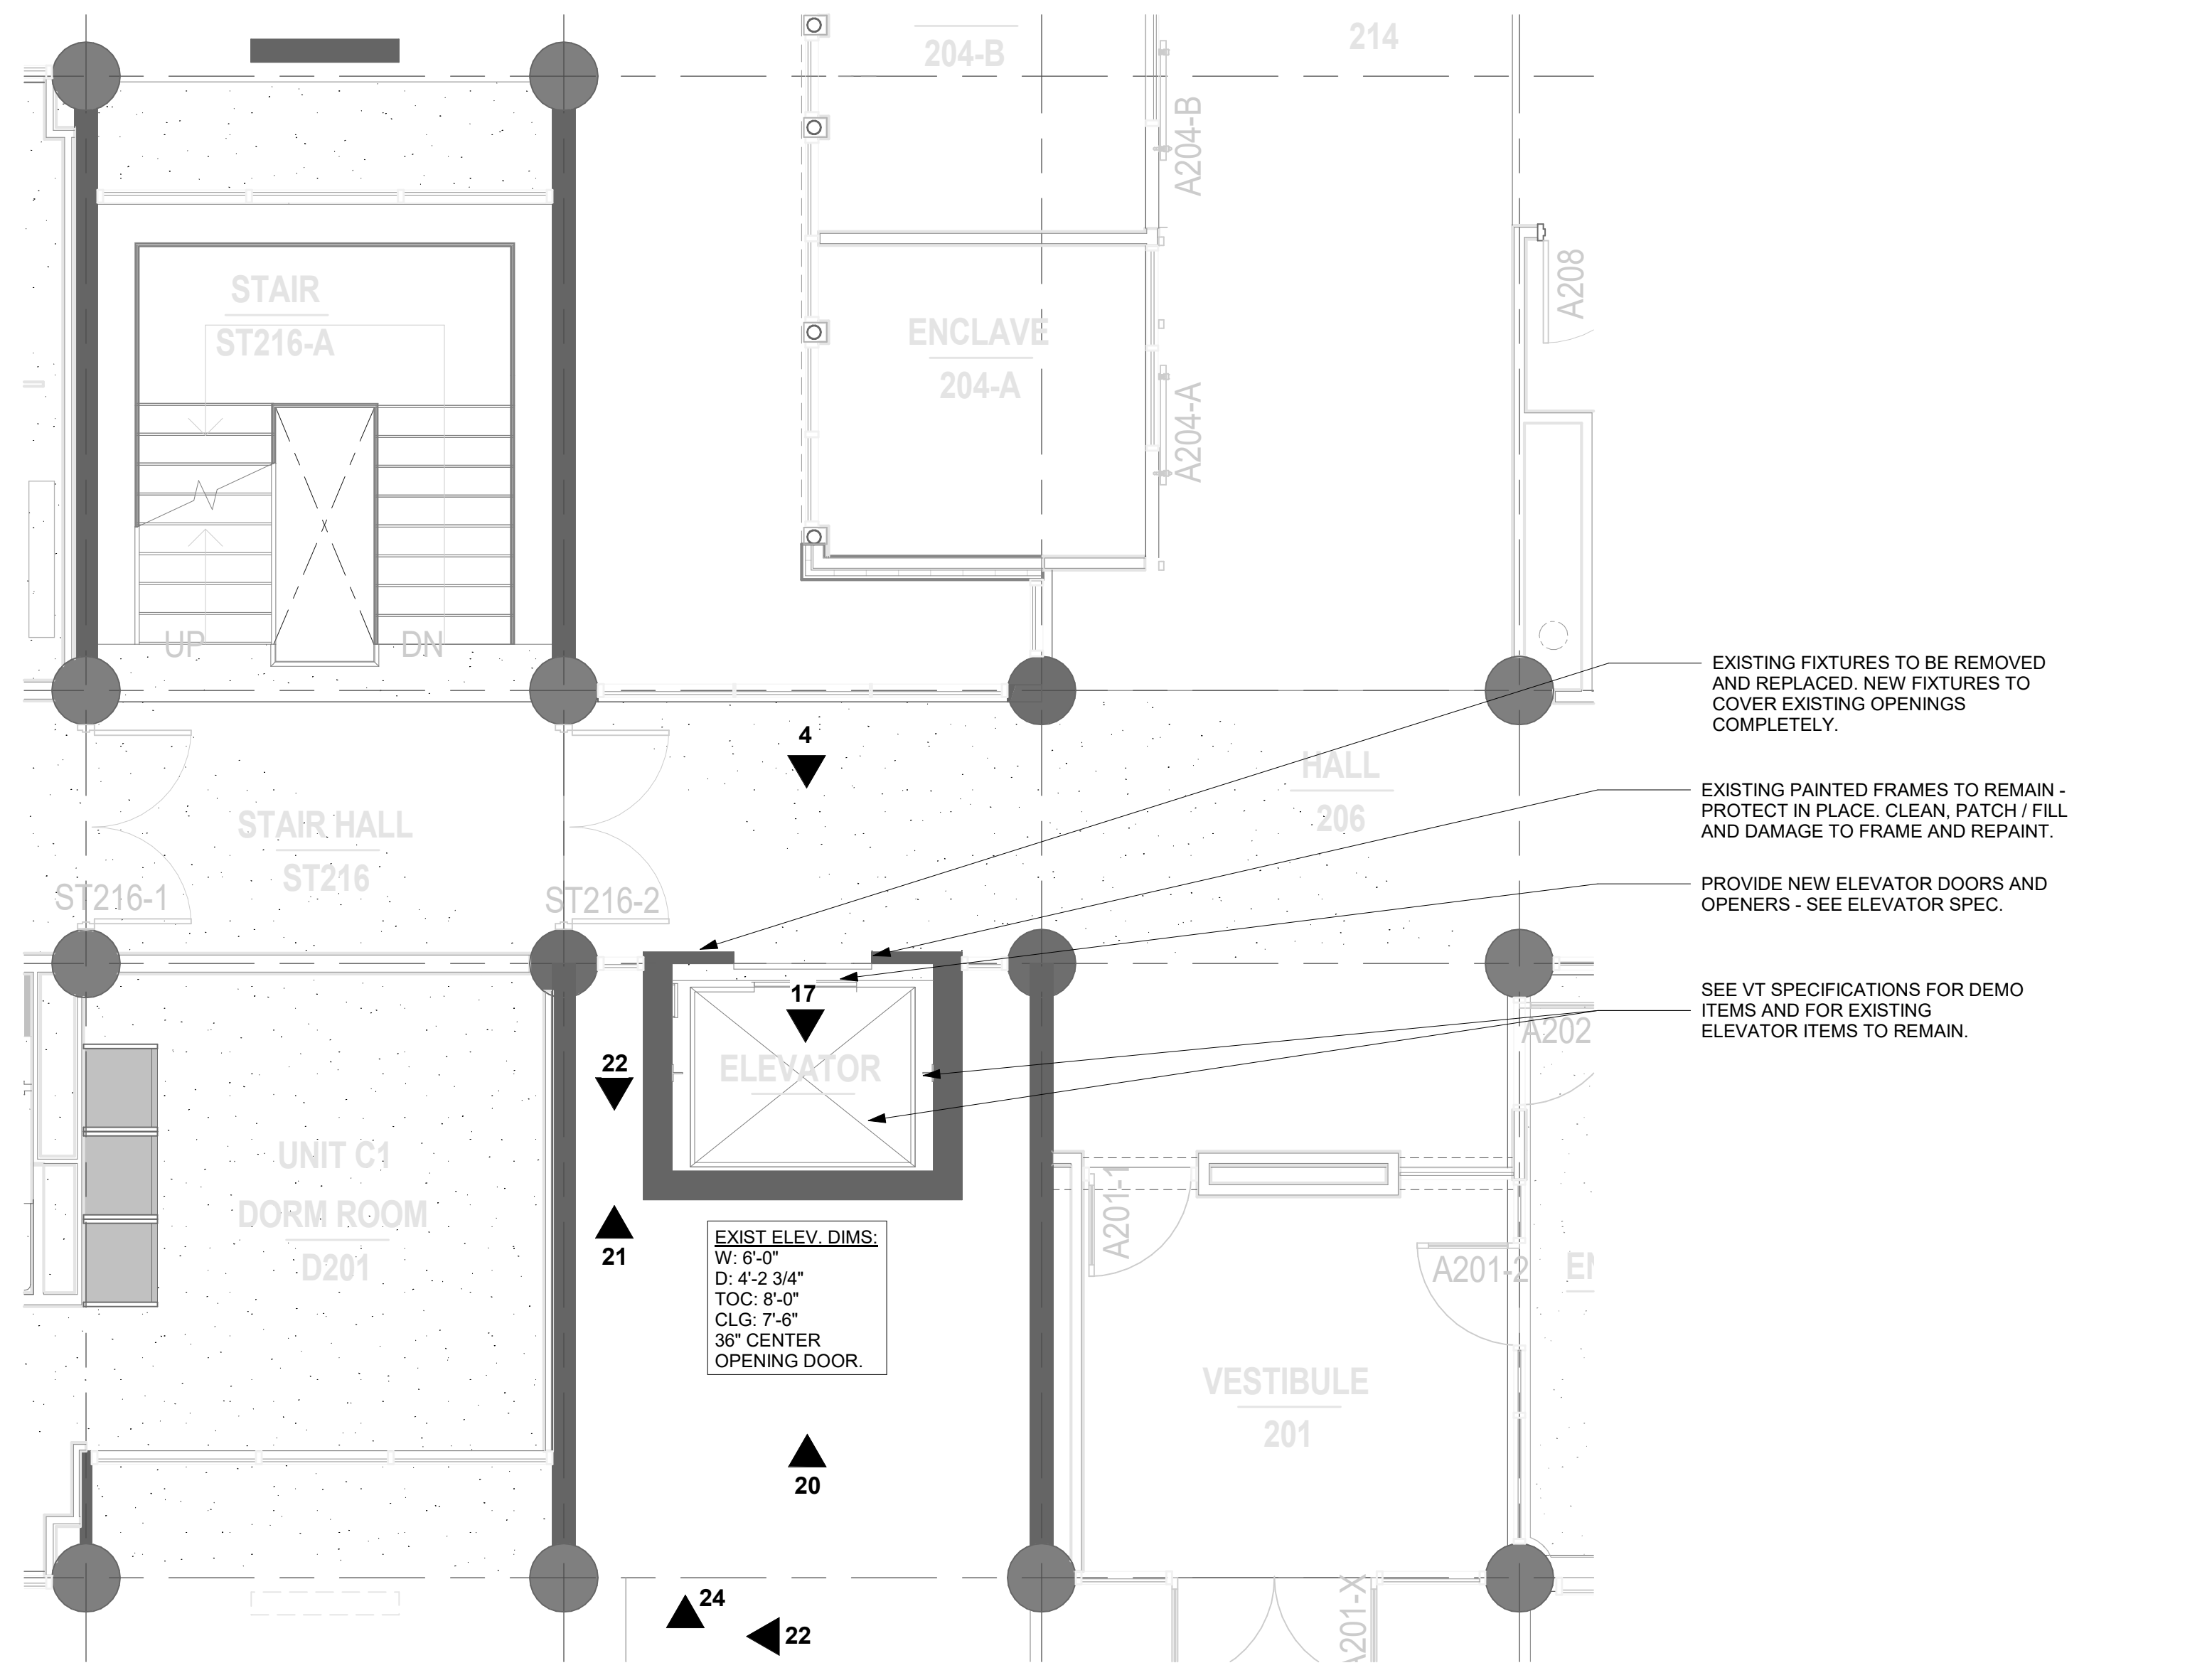 204-B
214
A204-B
STAIR
ST216-A
ENCLAVE
204-A
A204-A
A208
UP
DN
EXISTING FIXTURES TO BE REMOVED
AND REPLACED. NEW FIXTURES TO
COVER EXISTING OPENINGS
COMPLETELY.
4
HALL
206
EXISTING PAINTED FRAMES TO REMAIN -
PROTECT IN PLACE. CLEAN, PATCH / FILL
AND DAMAGE TO FRAME AND REPAINT.
STAIR HALL
ST216
ST216-1
ST216-2
PROVIDE NEW ELEVATOR DOORS AND
OPENERS - SEE ELEVATOR SPEC.
17
ELEVATOR
SEE VT SPECIFICATIONS FOR DEMO
ITEMS AND FOR EXISTING
ELEVATOR ITEMS TO REMAIN.
A202
22
UNIT C1
DORM ROOM
D201
21
A201-1
A201-2
EN
EXIST ELEV. DIMS:
W: 6'-0"
D: 4'-2 3/4"
TOC: 8'-0"
CLG: 7'-6"
36" CENTER
OPENING DOOR.
VESTIBULE
201
20
24
22
A201-X